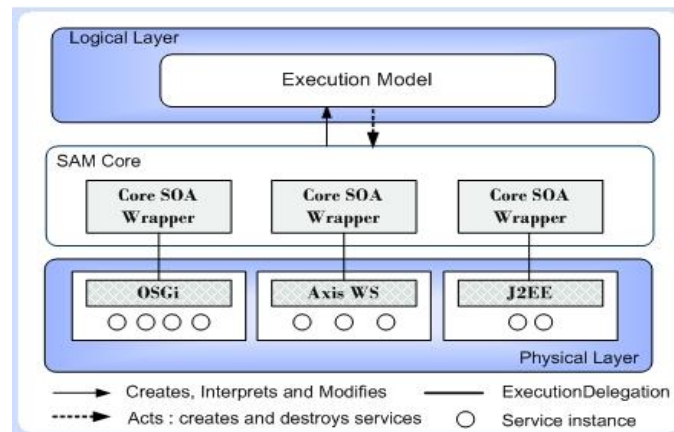 Logical Layer
Execution Model
SAM Core
Core SOA
Wrapper
Core SOA
Wrapper
Core SOA
Wrapper
OSGi
Axis WS
J2EE
Physical Layer
Creates, Interprets and Modifies
ExecutionDelegation
Acts : creates and destroys services
Service instance